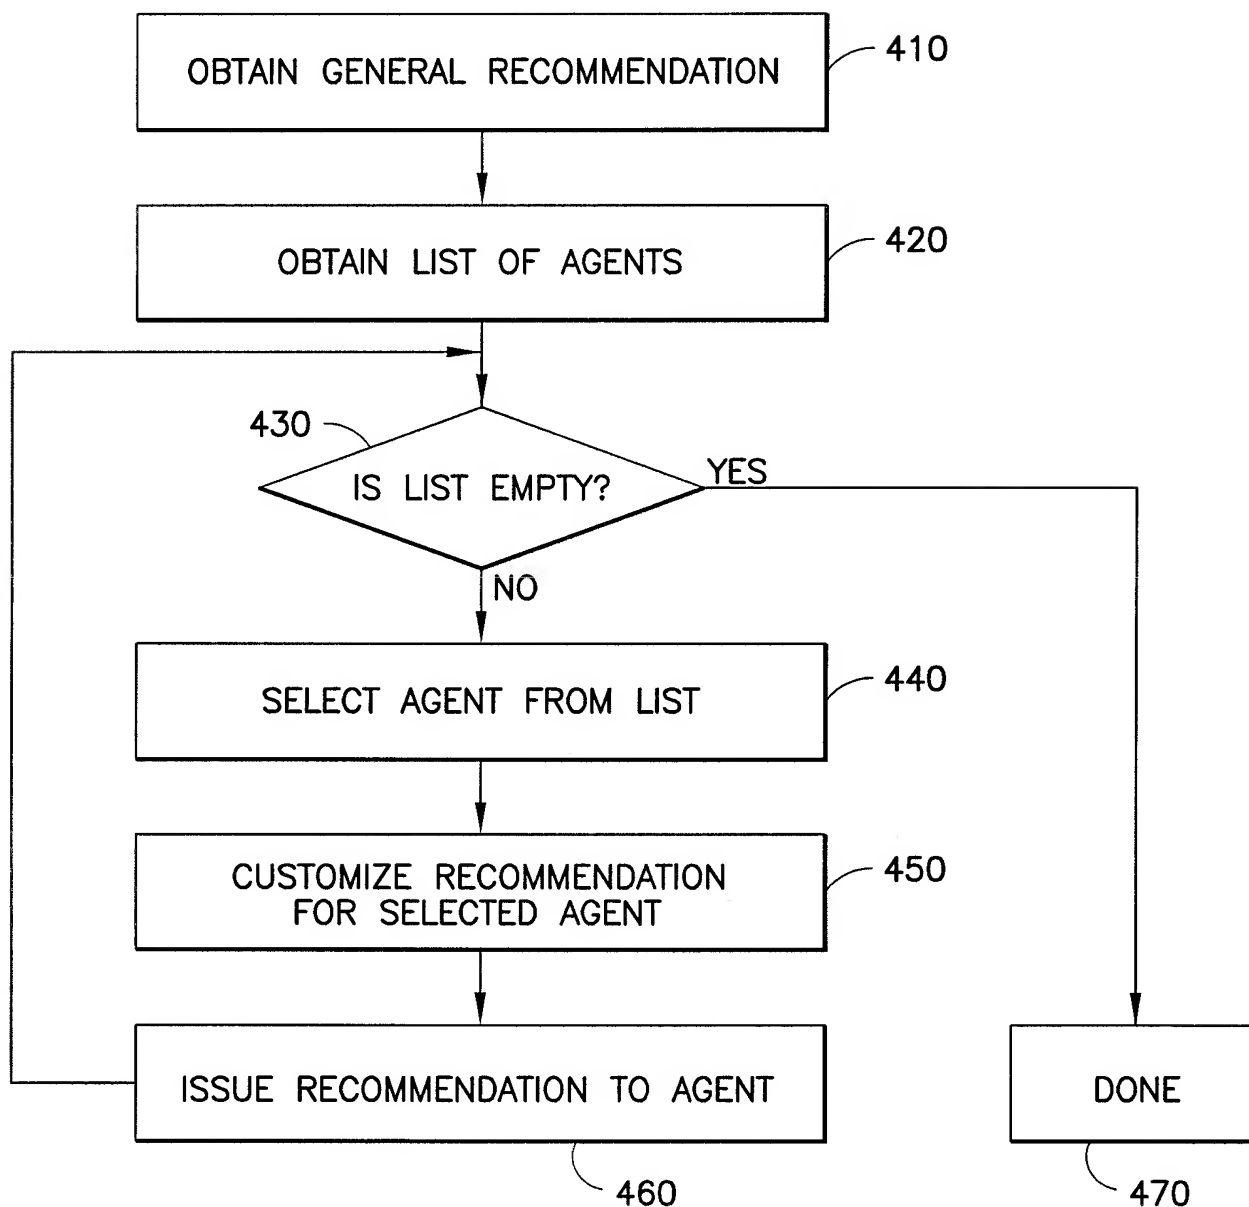 OBTAIN GENERAL RECOMMENDATION
410
OBTAIN LIST OF AGENTS
420
430
IS LIST EMPTY?
YES
NO
SELECT AGENT FROM LIST
440
CUSTOMIZE RECOMMENDATION
FOR SELECTED AGENT
450
ISSUE RECOMMENDATION TO AGENT
460
DONE
470